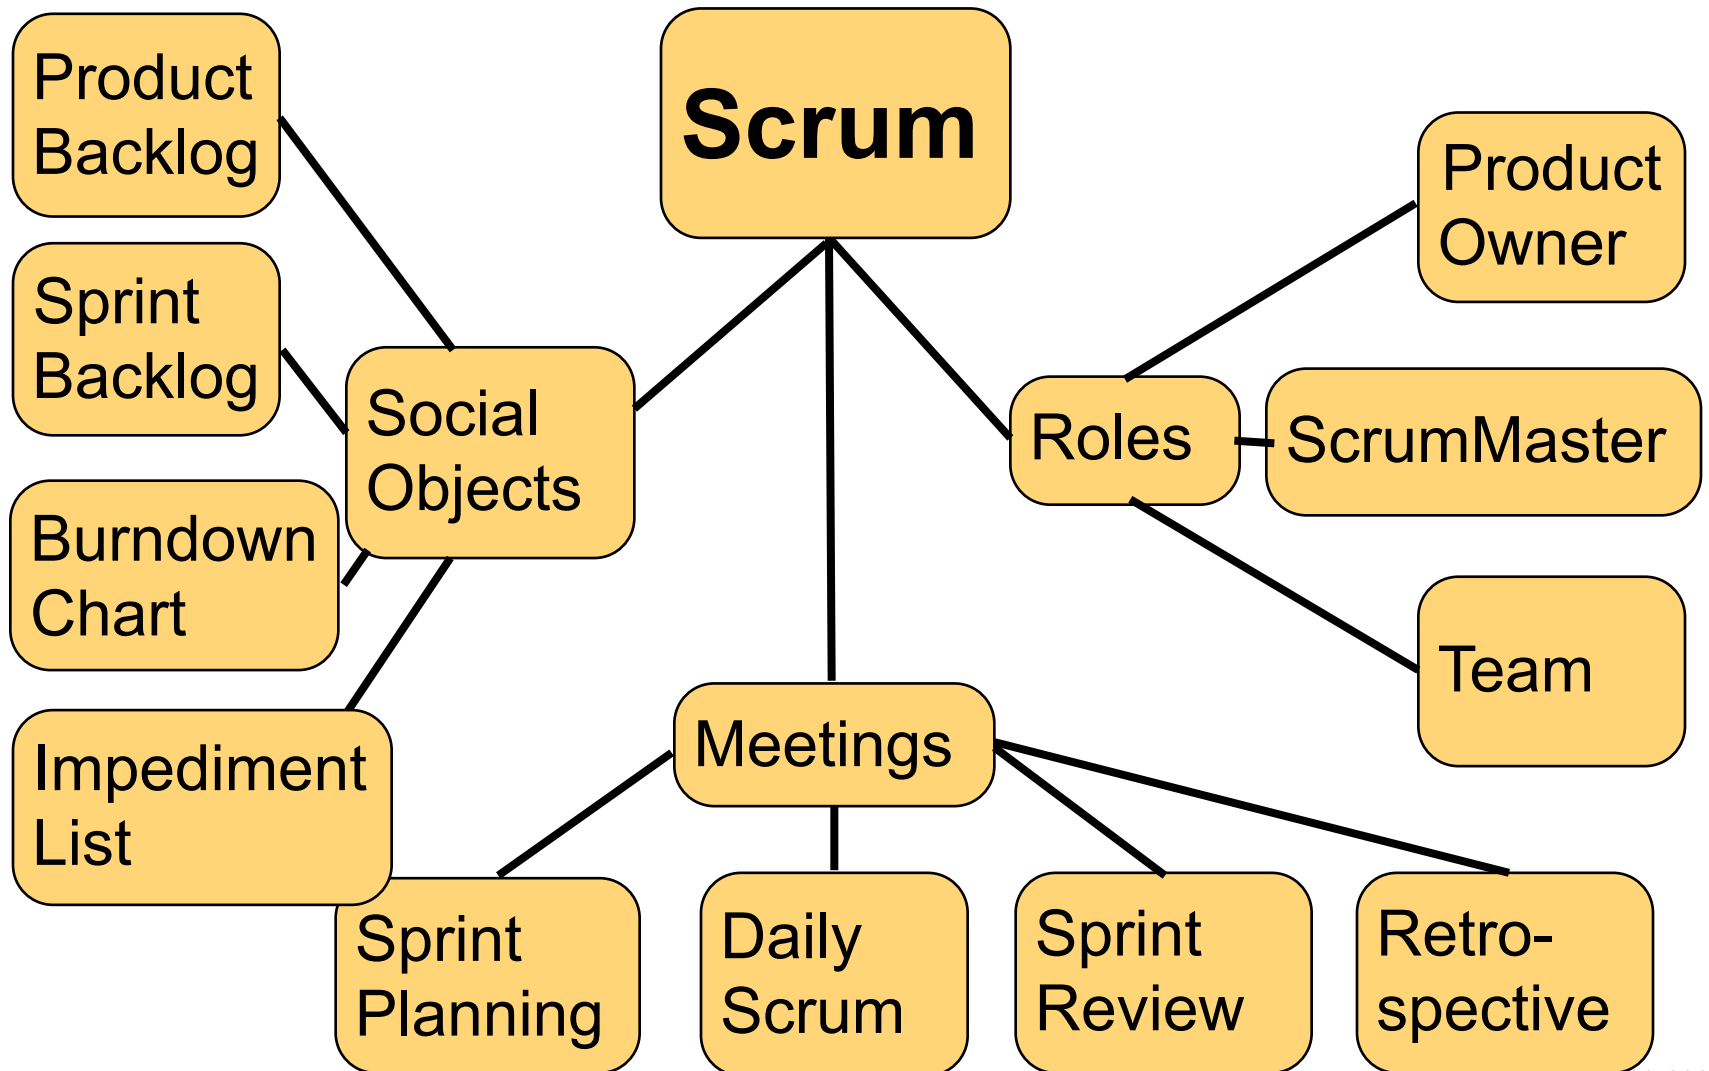 Scrum
Product
Backlog
Sprint
Backlog
Social
Objects
Burndown
Chart
Impediment
List
Roles
Product
Owner
ScrumMaster
Team
Meetings
Sprint
Planning
Daily
Scrum
Sprint
Review
Retro-
spective